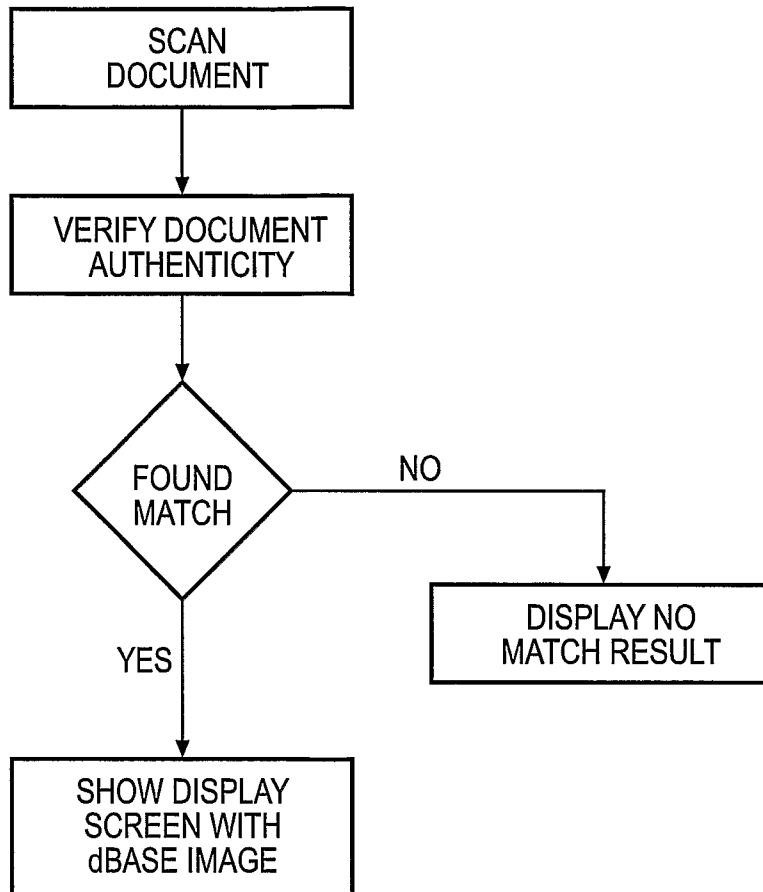 SCAN
DOCUMENT
VERIFY DOCUMENT
AUTHENTICITY
FOUND
MATCH
NO
DISPLAY NO
MATCH RESULT
YES
SHOW DISPLAY
SCREEN WITH
dBASE IMAGE